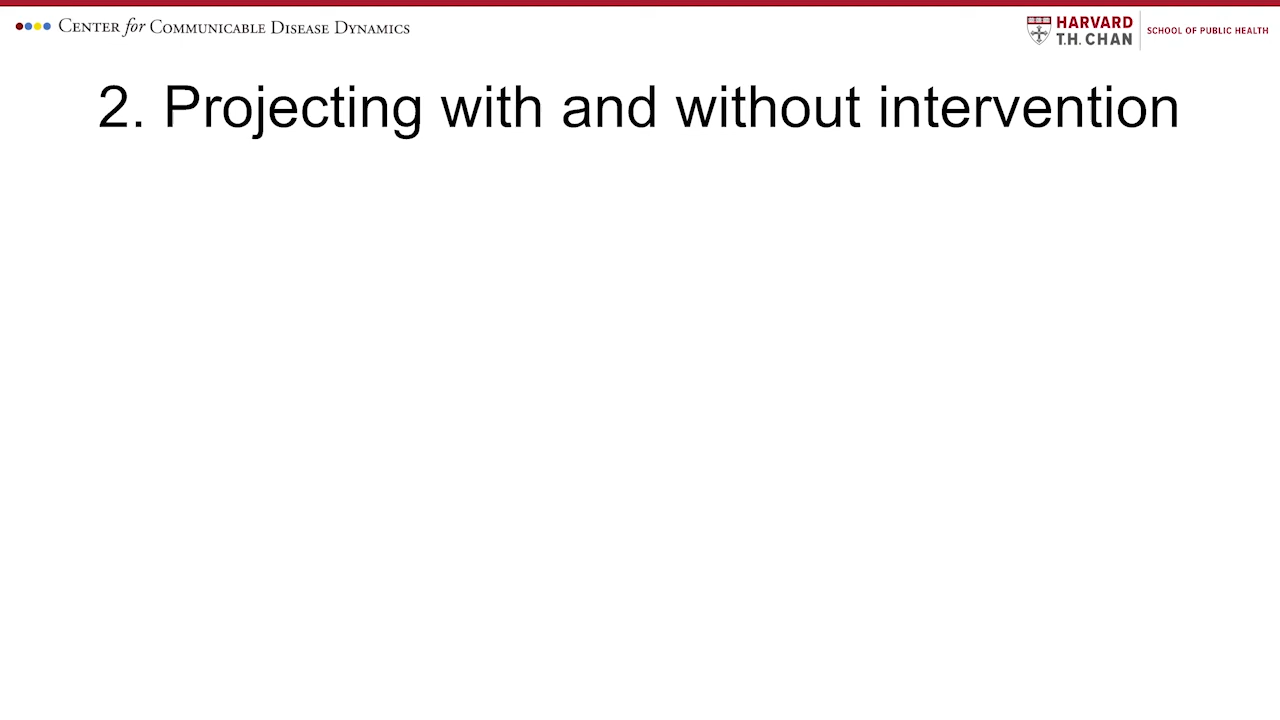 Center for Communicable Disease Dynamics
HARVARD
T.H. CHAN
SCHOOL OF PUBLIC HEALTH
2. Projecting with and without intervention